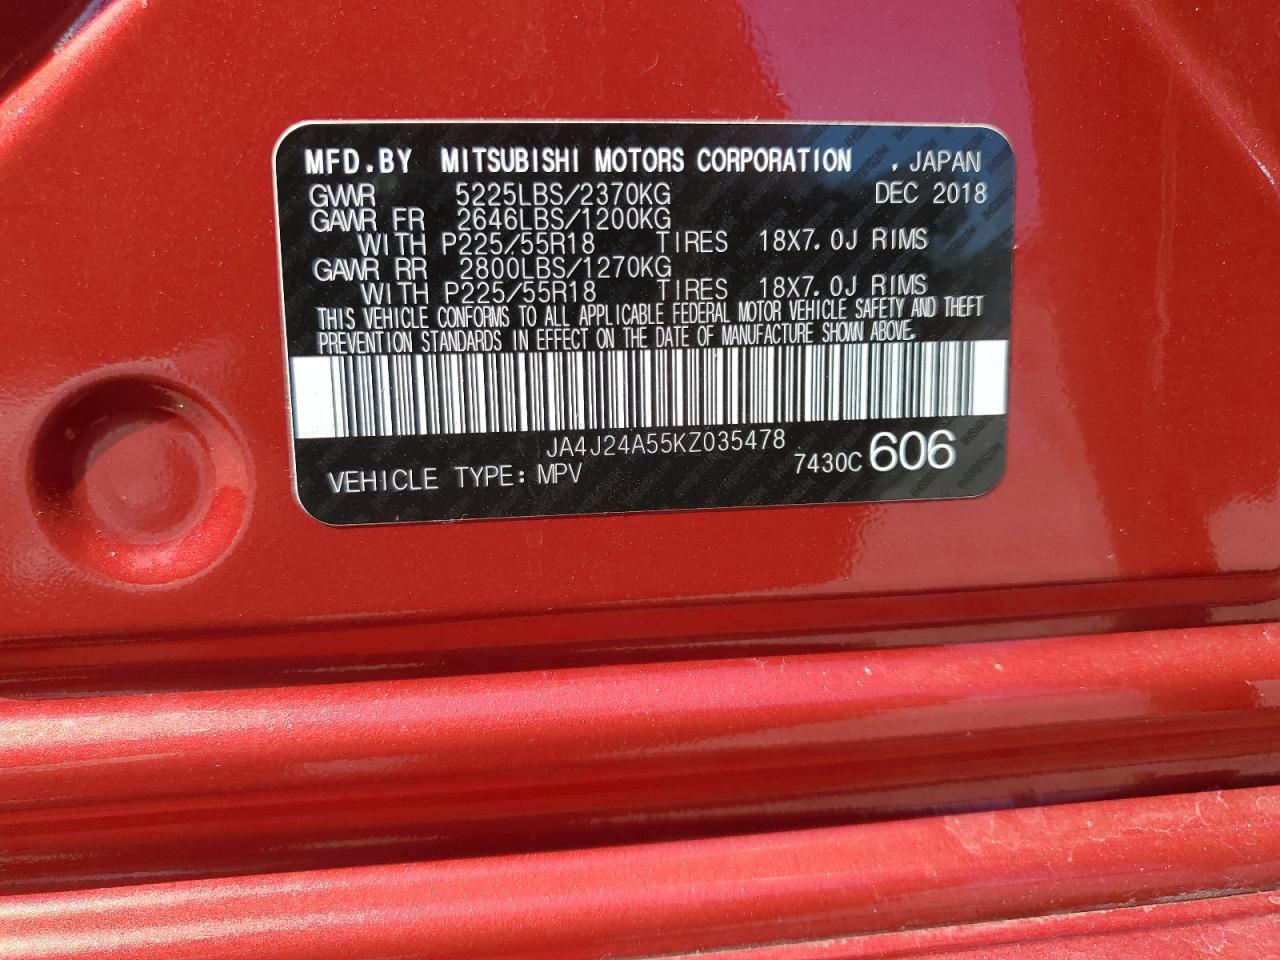 MFD.BY MITSUBISHI MOTORS CORPORATION . JAPAN
GVWR 5225LBS/2370KG DEC 2018
GAWR FR 2646LBS/1200KG
WITH P225/55R18 TIRES 18X7.0J RIMS
GAWR RR 2800LBS/1270KG
WITH P225/55R18 TIRES 18X7.0J RIMS
THIS VEHICLE CONFORMS TO ALL APPLICABLE FEDERAL MOTOR VEHICLE SAFETY AND THEFT
PREVENTION STANDARDS IN EFFECT ON THE DATE OF MANUFACTURE SHOWN ABOVE.
JA4J24A55KZ035478
VEHICLE TYPE: MPV 7430C 606